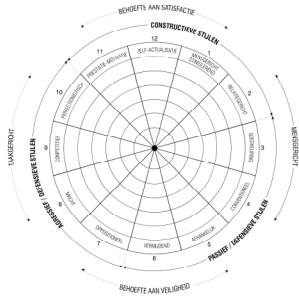 BEHOEFTE AAN SATISFACTIE
CONSTRUCTIEVE STIJLEN
12
ZELF-ACTUALISATIE
11
PRESTATIE-MOTIVATIE
1
MENSGERICHT
STIMULEREND
10
PERFECTIONISTISCH
2
RELATIEGERICHT
TAAKGERICHT
9
COMPETITIEF
3
GOEDKEURING
MENSGERICHT
AGRESSIEF / DEFENSIEVE STIJLEN
8
MACHT
4
CONVENTIONEEL
PASSIEF / DEFENSIEVE STIJLEN
7
OPPOSITIONEEL
5
AFHANKELIJK
VERMIJDEND
6
BEHOEFTE AAN VEILIGHEID